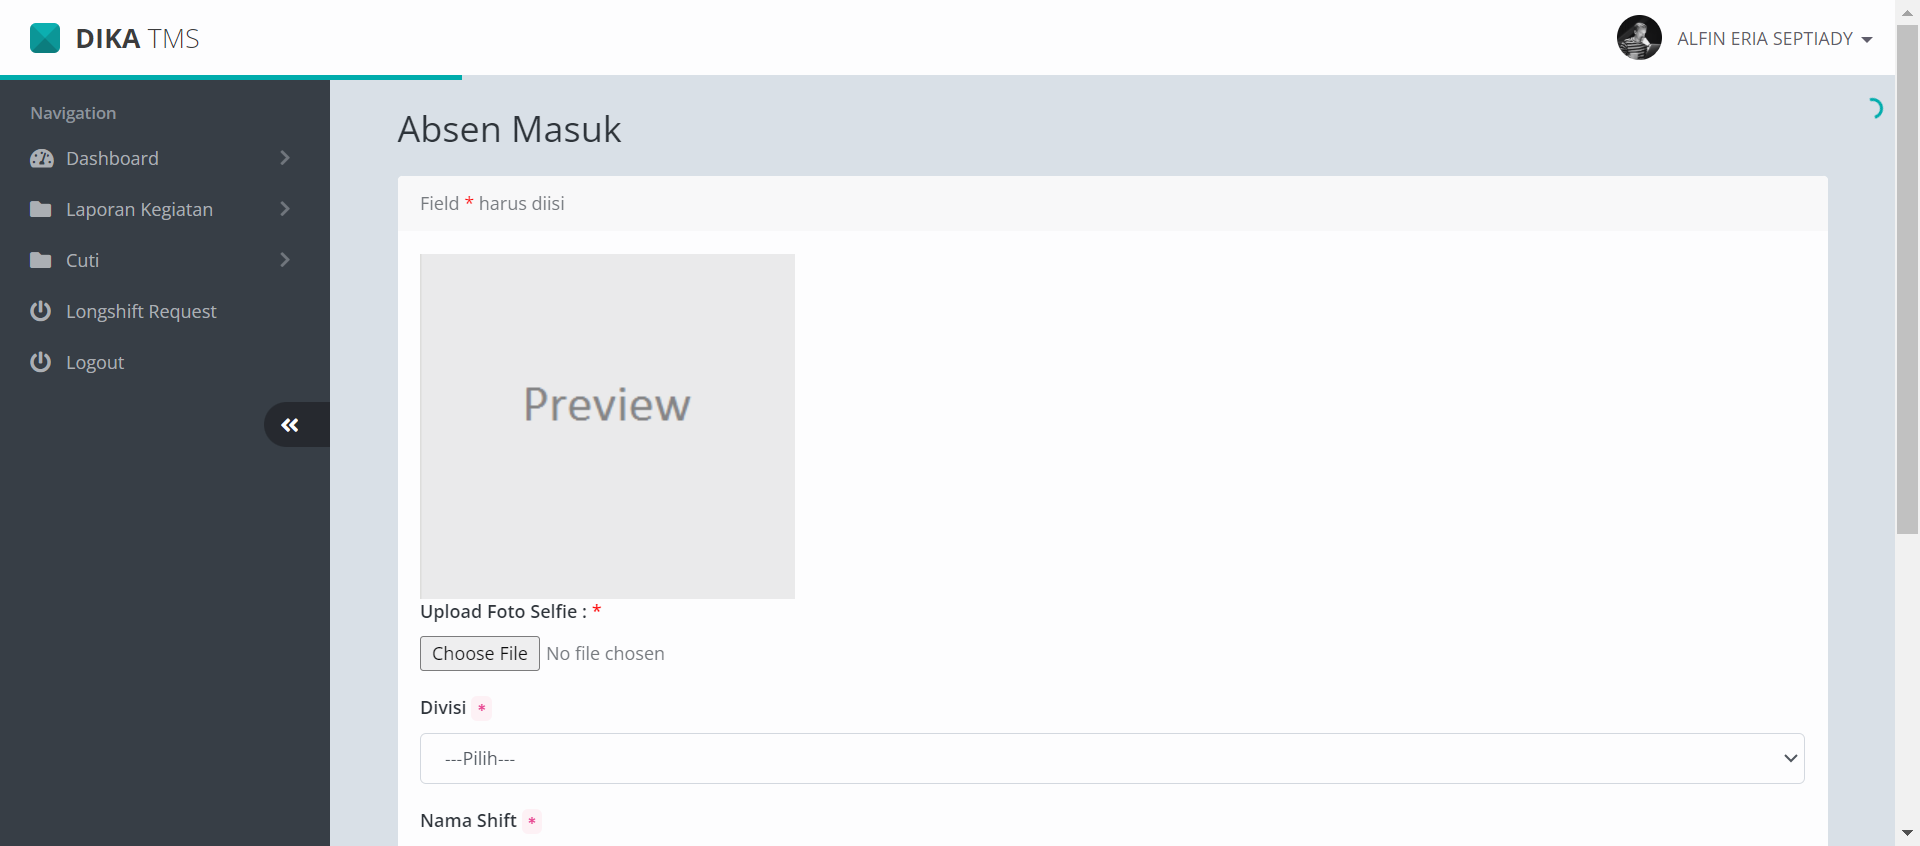 DIKA TMS
ALFIN ERIA SEPTIADY
Navigation
Dashboard
Laporan Kegiatan
Cuti
Longshift Request
Logout
Absen Masuk
Field * harus diisi
Preview
Upload Foto Selfie : *
Choose File No file chosen
Divisi *
---Pilih---
Nama Shift *